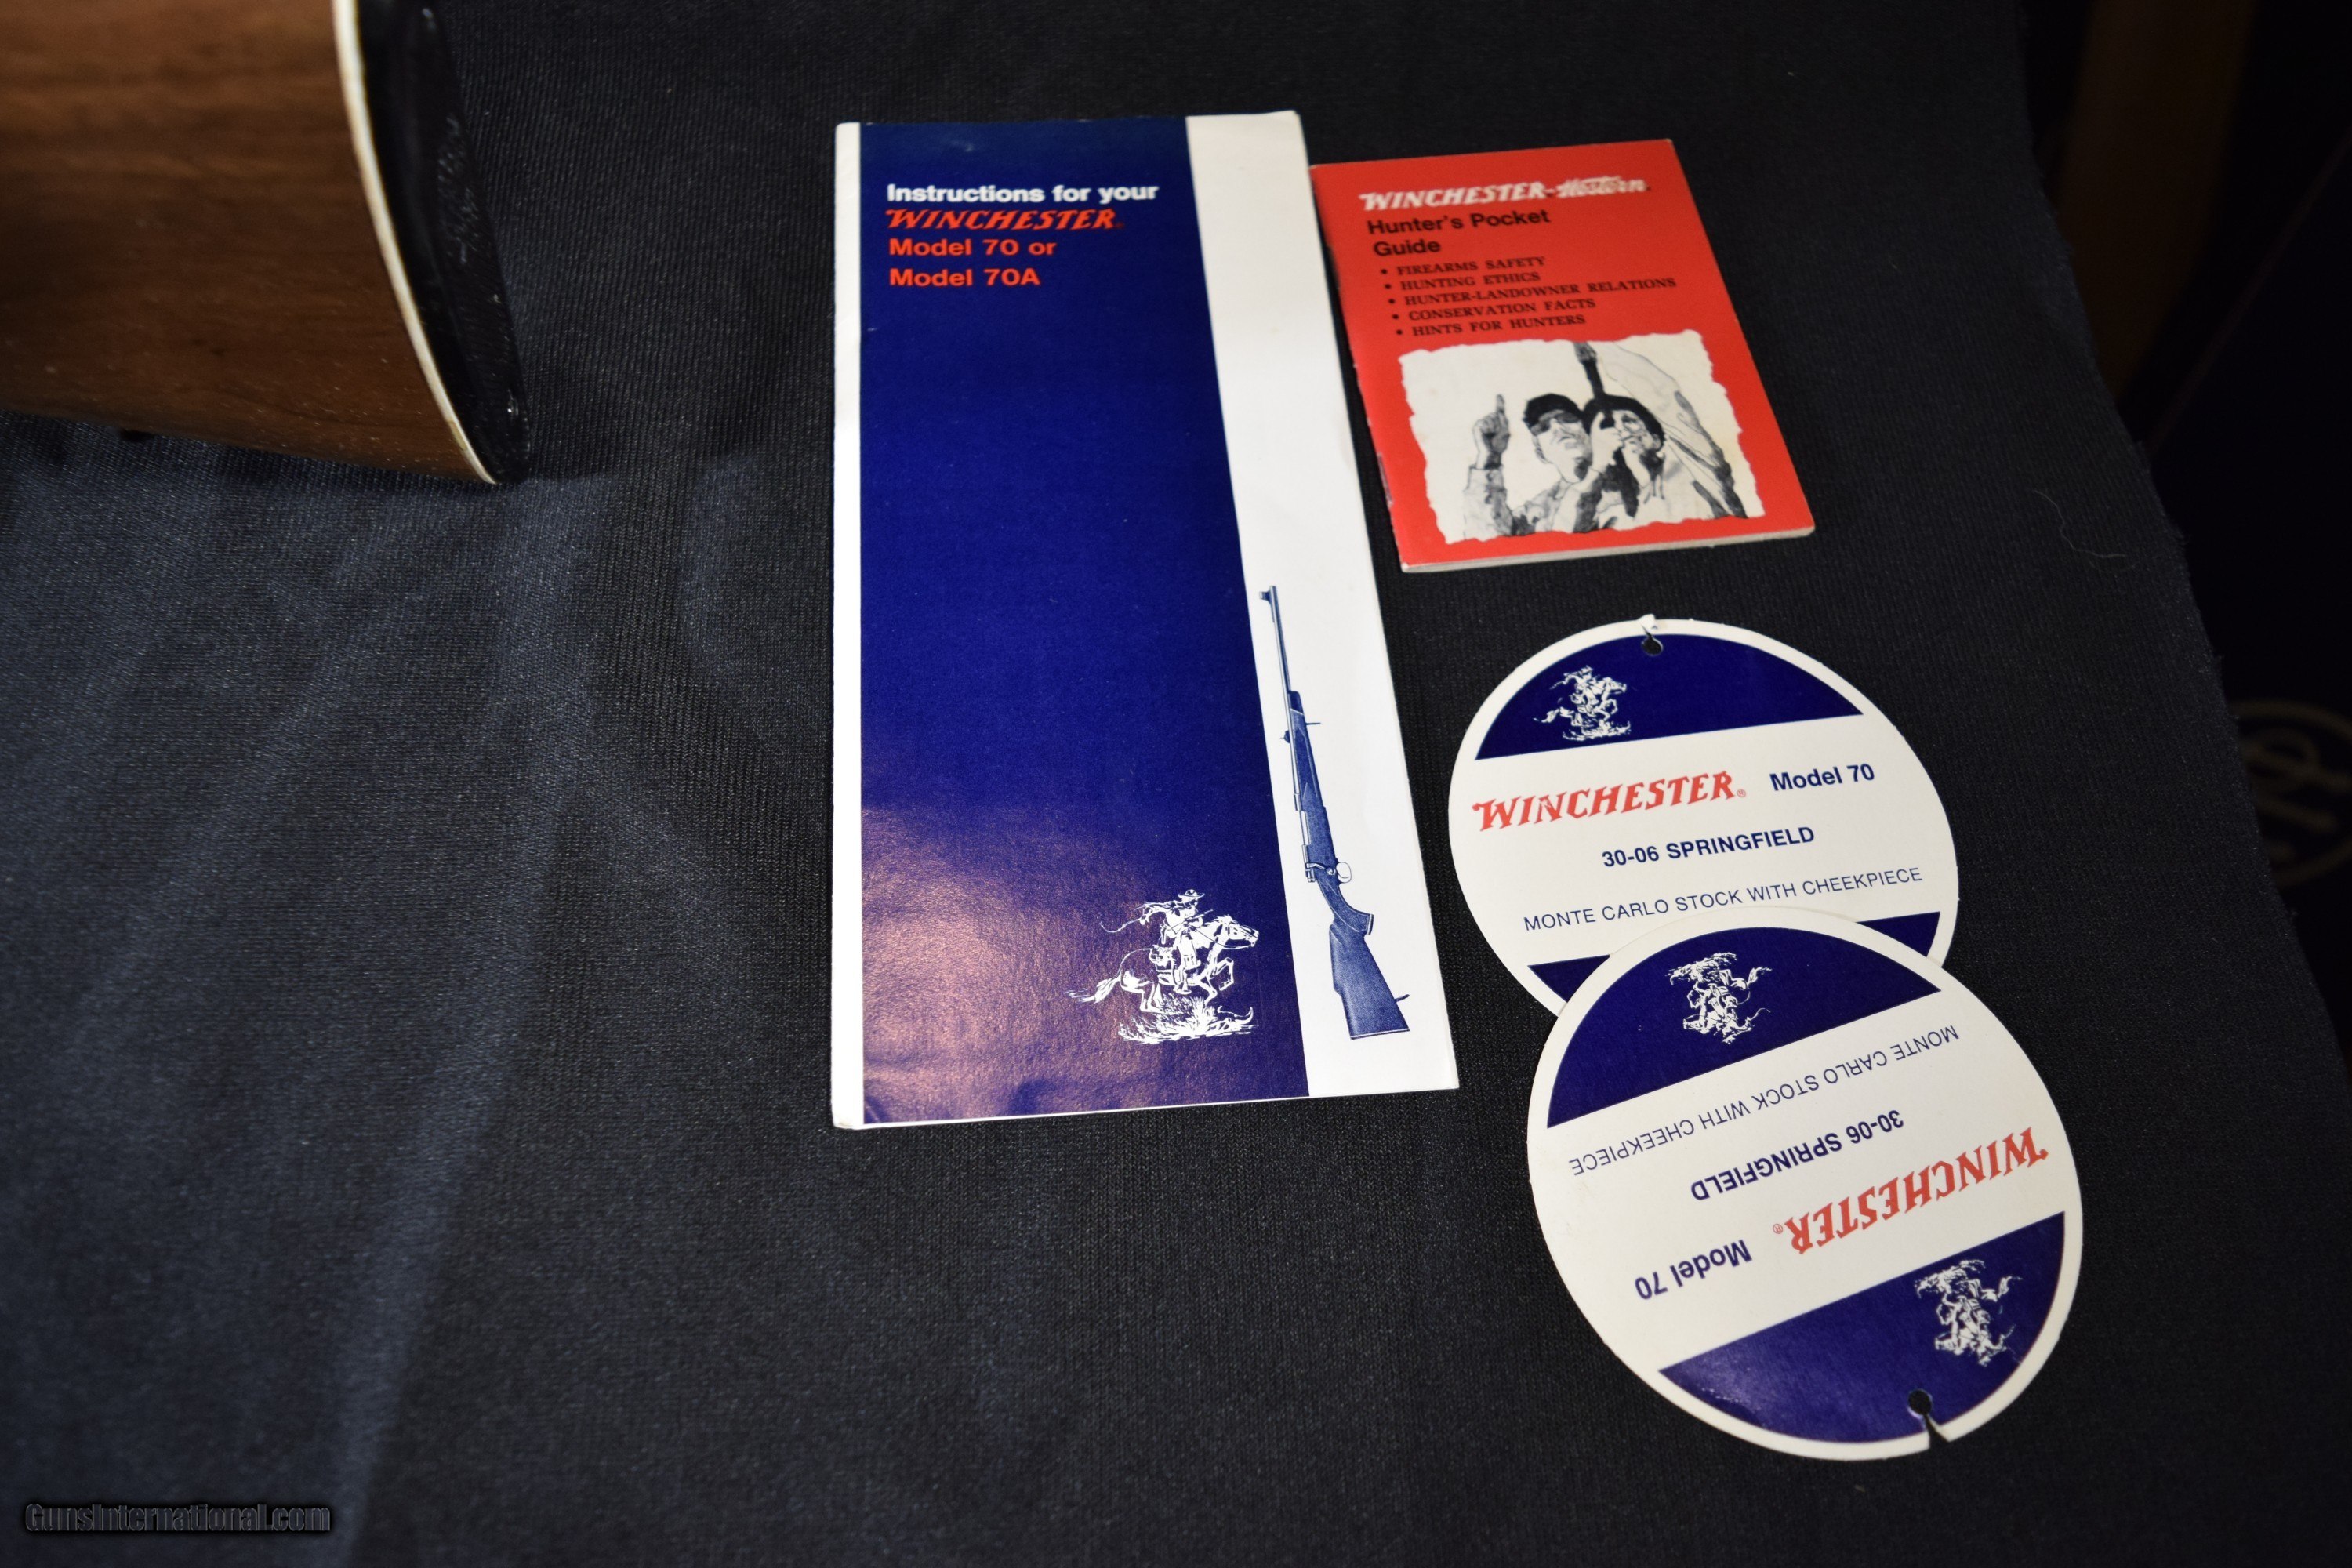 Instructions for your
WINCHESTER®
Model 70 or
Model 70A
WINCHESTER-Western
Hunter's Pocket
Guide
• FIREARMS SAFETY
• HUNTING ETHICS
• HUNTER-LANDOWNER RELATIONS
• CONSERVATION FACTS
• HINTS FOR HUNTERS
WINCHESTER® Model 70
30-06 SPRINGFIELD
MONTE CARLO STOCK WITH CHEEKPIECE
WINCHESTER® Model 70
30-06 SPRINGFIELD
MONTE CARLO STOCK WITH CHEEKPIECE
GunsInternational.com